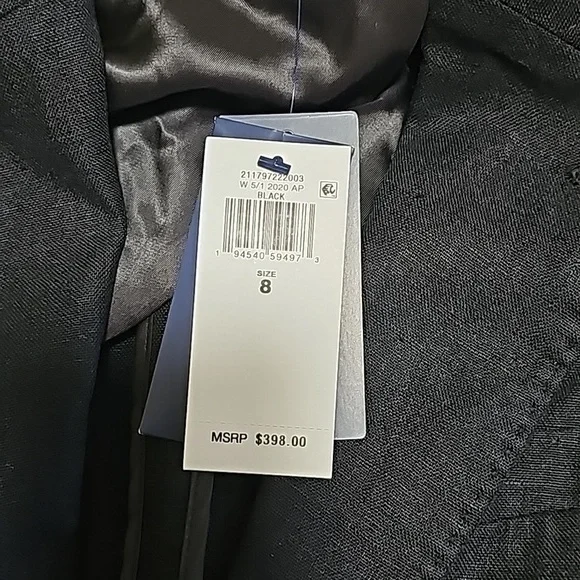 211797222003
W 5/1 2020 AP
BLACK
1 94540 59497 3
SIZE
8
MSRP $398.00